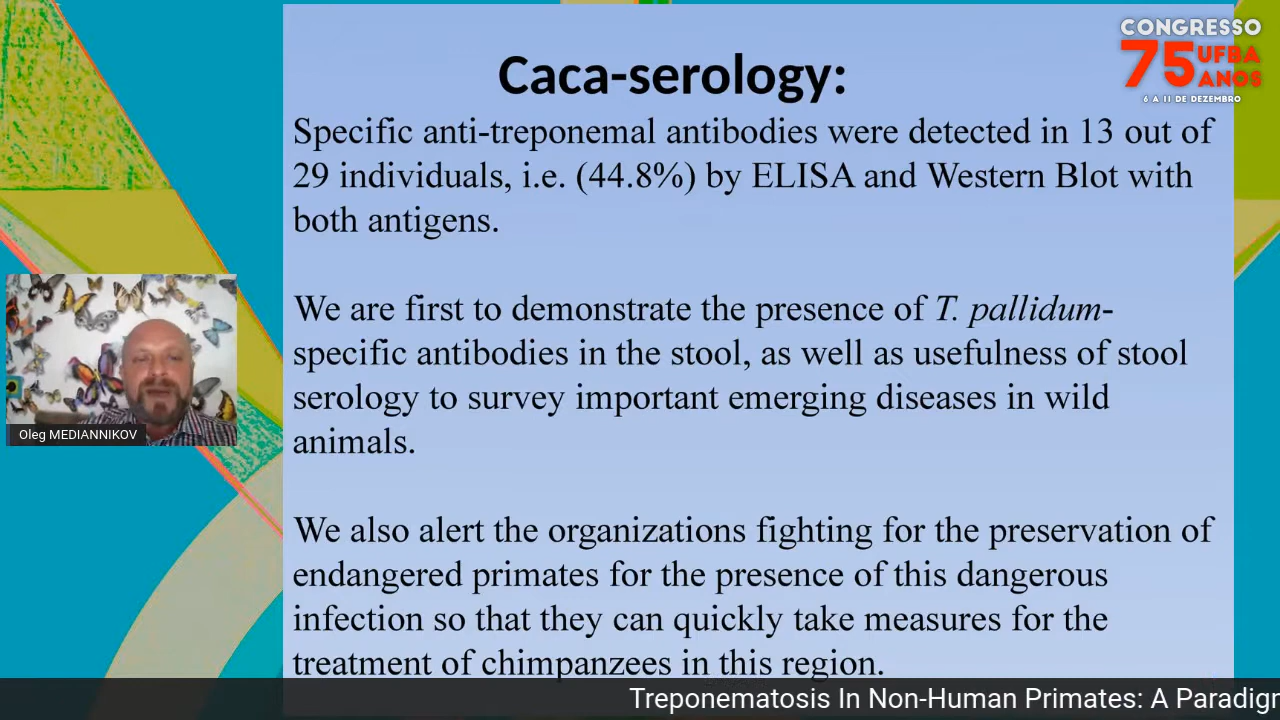 CONGRESSO
75 UFBA
ANOS
6 A 11 DE DEZEMBRO
Caca-serology:
Specific anti-treponemal antibodies were detected in 13 out of
29 individuals, i.e. (44.8%) by ELISA and Western Blot with
both antigens.
We are first to demonstrate the presence of T. pallidum-
specific antibodies in the stool, as well as usefulness of stool
serology to survey important emerging diseases in wild
animals.
We also alert the organizations fighting for the preservation of
endangered primates for the presence of this dangerous
infection so that they can quickly take measures for the
treatment of chimpanzees in this region.
Oleg MEDIANNIKOV
Treponematosis In Non-Human Primates: A Paradigr